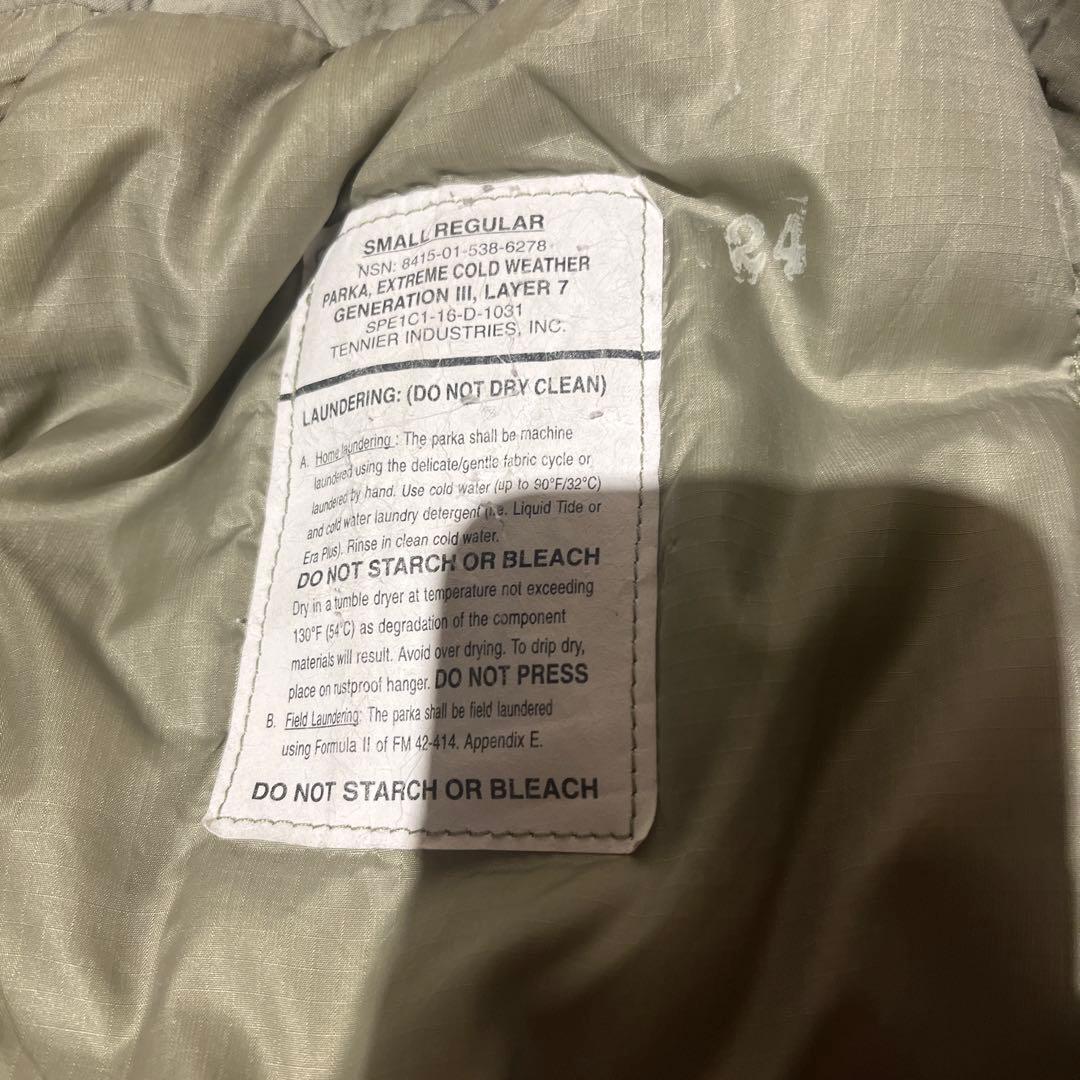 SMALL REGULAR
NSN: 8415-01-538-6278
PARKA, EXTREME COLD WEATHER
GENERATION III, LAYER 7
SPE1C1-16-D-1031
TENNIER INDUSTRIES, INC.
LAUNDERING: (DO NOT DRY CLEAN)
A. Home laundering : The parka shall be machine
laundered using the delicate/gentle fabric cycle or
laundered by hand. Use cold water (up to 90°F/32°C)
and cold water laundry detergent (i.e. Liquid Tide or
Era Plus). Rinse in clean cold water.
DO NOT STARCH OR BLEACH
Dry in a tumble dryer at temperature not exceeding
130°F (54°C) as degradation of the component
materials will result. Avoid over drying. To drip dry,
place on rustproof hanger. DO NOT PRESS
B. Field Laundering: The parka shall be field laundered
using Formula II of FM 42-414. Appendix E.
DO NOT STARCH OR BLEACH